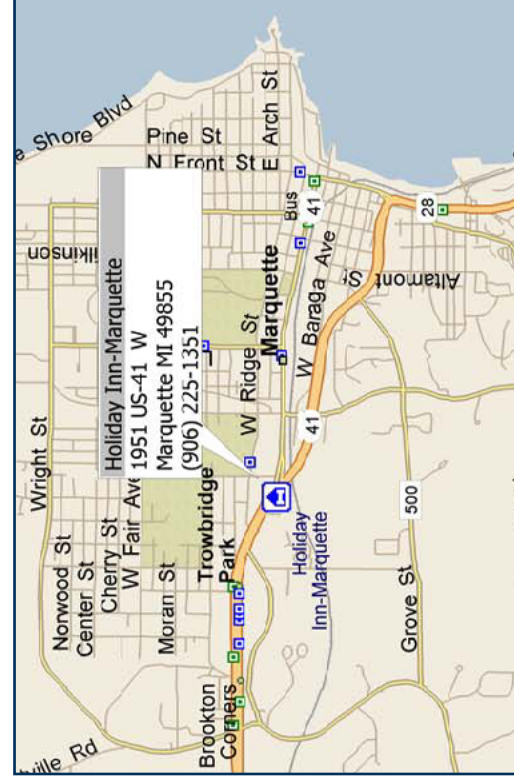 e Shore Blvd
Pine St
N Front St
E Arch St
Wright St
ilkinson
Holiday Inn-Marquette
1951 US-41 W
Marquette MI 49855
(906) 225-1351
Bus
41
28
Norwood St
Center St
Cherry St
W Fair Ave
Moran St
Trowbridge
Park
W Ridge St
Marquette
W Baraga Ave
Altamont St
41
Holiday
Inn-Marquette
500
Grove St
Brookton
Corners
ville Rd